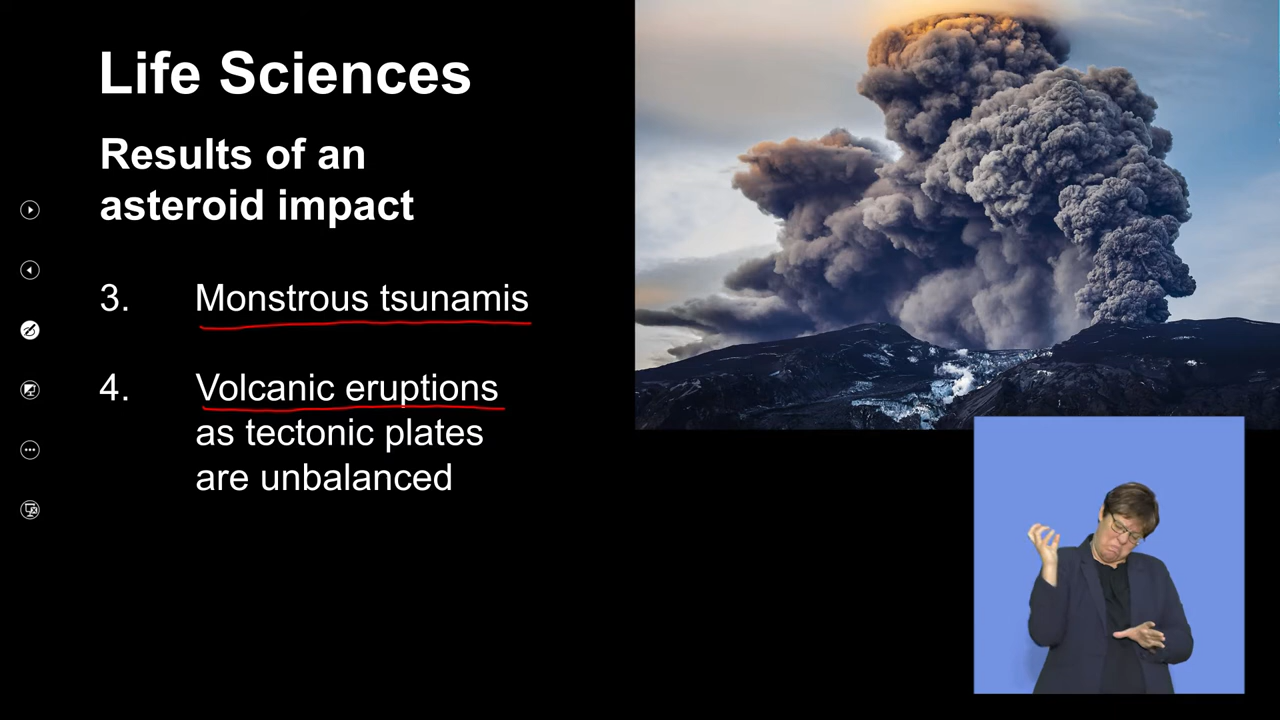 Life Sciences
Results of an
asteroid impact
3. Monstrous tsunamis
4. Volcanic eruptions
as tectonic plates
are unbalanced